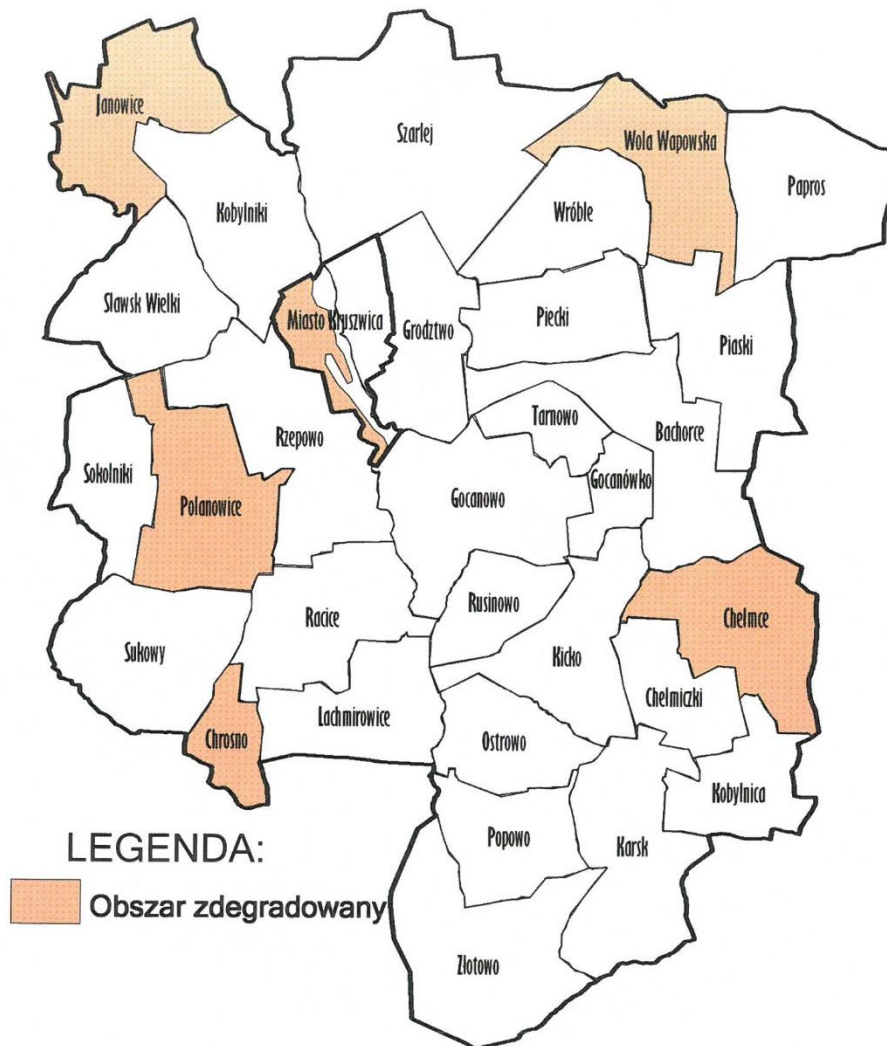 Janowice
Szarlej
Wola Wapowska
Papros
Kobylniki
Wróble
Sławsk Wielki
Miasto Kruszwica
Grodztwo
Piecki
Piaski
Tarnowo
Bachorce
Rzepowo
Sokolniki
Gocanówko
Polanowice
Gocanowo
Rusinowo
Chełmce
Racice
Sukowy
Kicko
Chełmiczki
Lachmirowice
Chrosno
Ostrowo
Kobylnica
Popowo
Karsk
LEGENDA:
Obszar zdegradowany
Złotowo